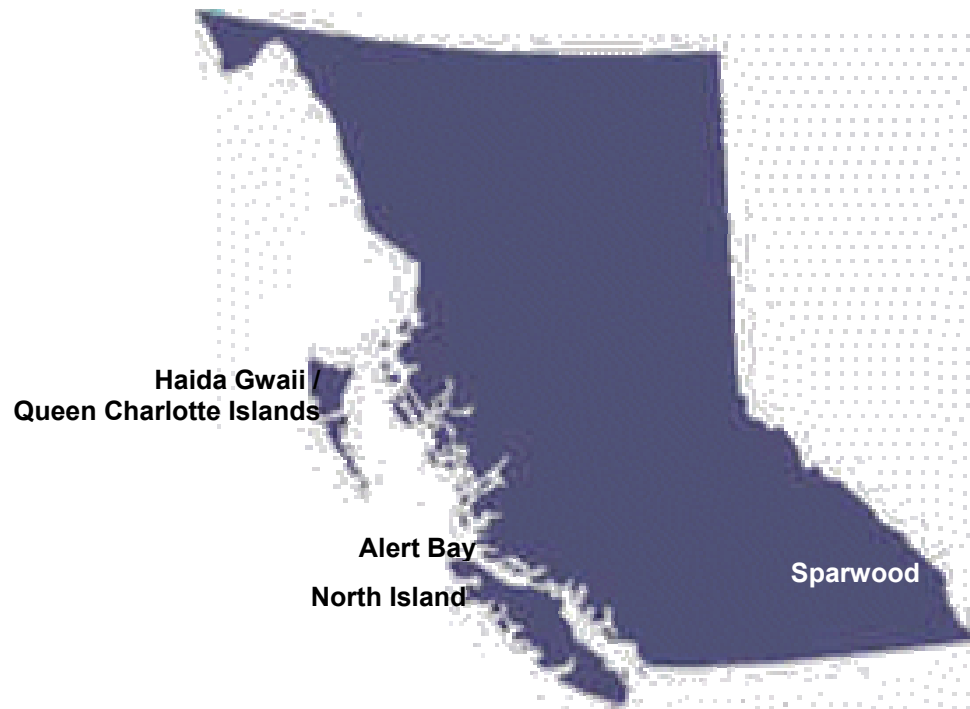 Haida Gwaii /
Queen Charlotte Islands
Alert Bay
Sparwood
North Island